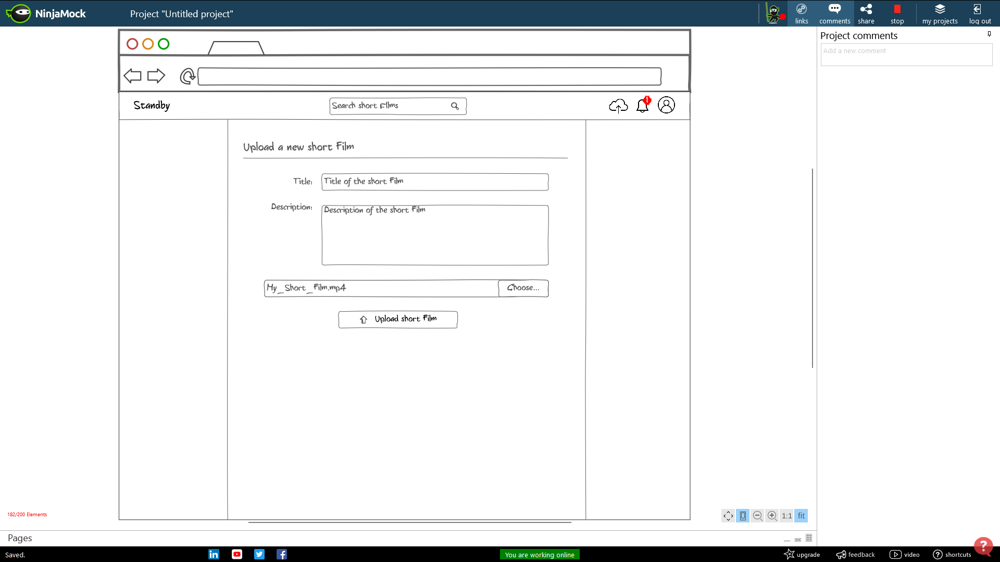 NinjaMock
Project "Untitled project"
links
comments
share
stop
my projects
log out
Project comments
Add a new comment
Standby
Search short films
1
Upload a new short film
Title:
Title of the short film
Description:
Description of the short film
My_Short_Film.mp4
Choose...
Upload short film
182/200 Elements
1:1
fit
Pages
Saved.
in
You are working online
upgrade
feedback
video
shortcuts
?